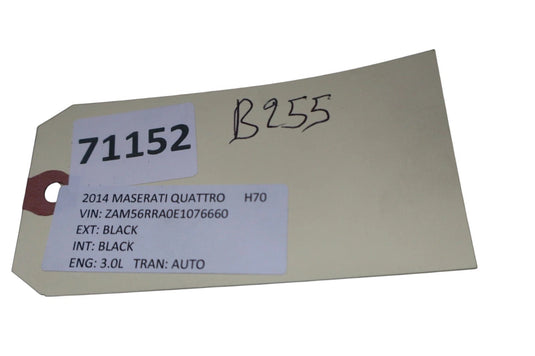 71152
B255
2014 MASERATI QUATTRO H70
VIN: ZAM56RRA0E1076660
EXT: BLACK
INT: BLACK
ENG: 3.0L TRAN: AUTO